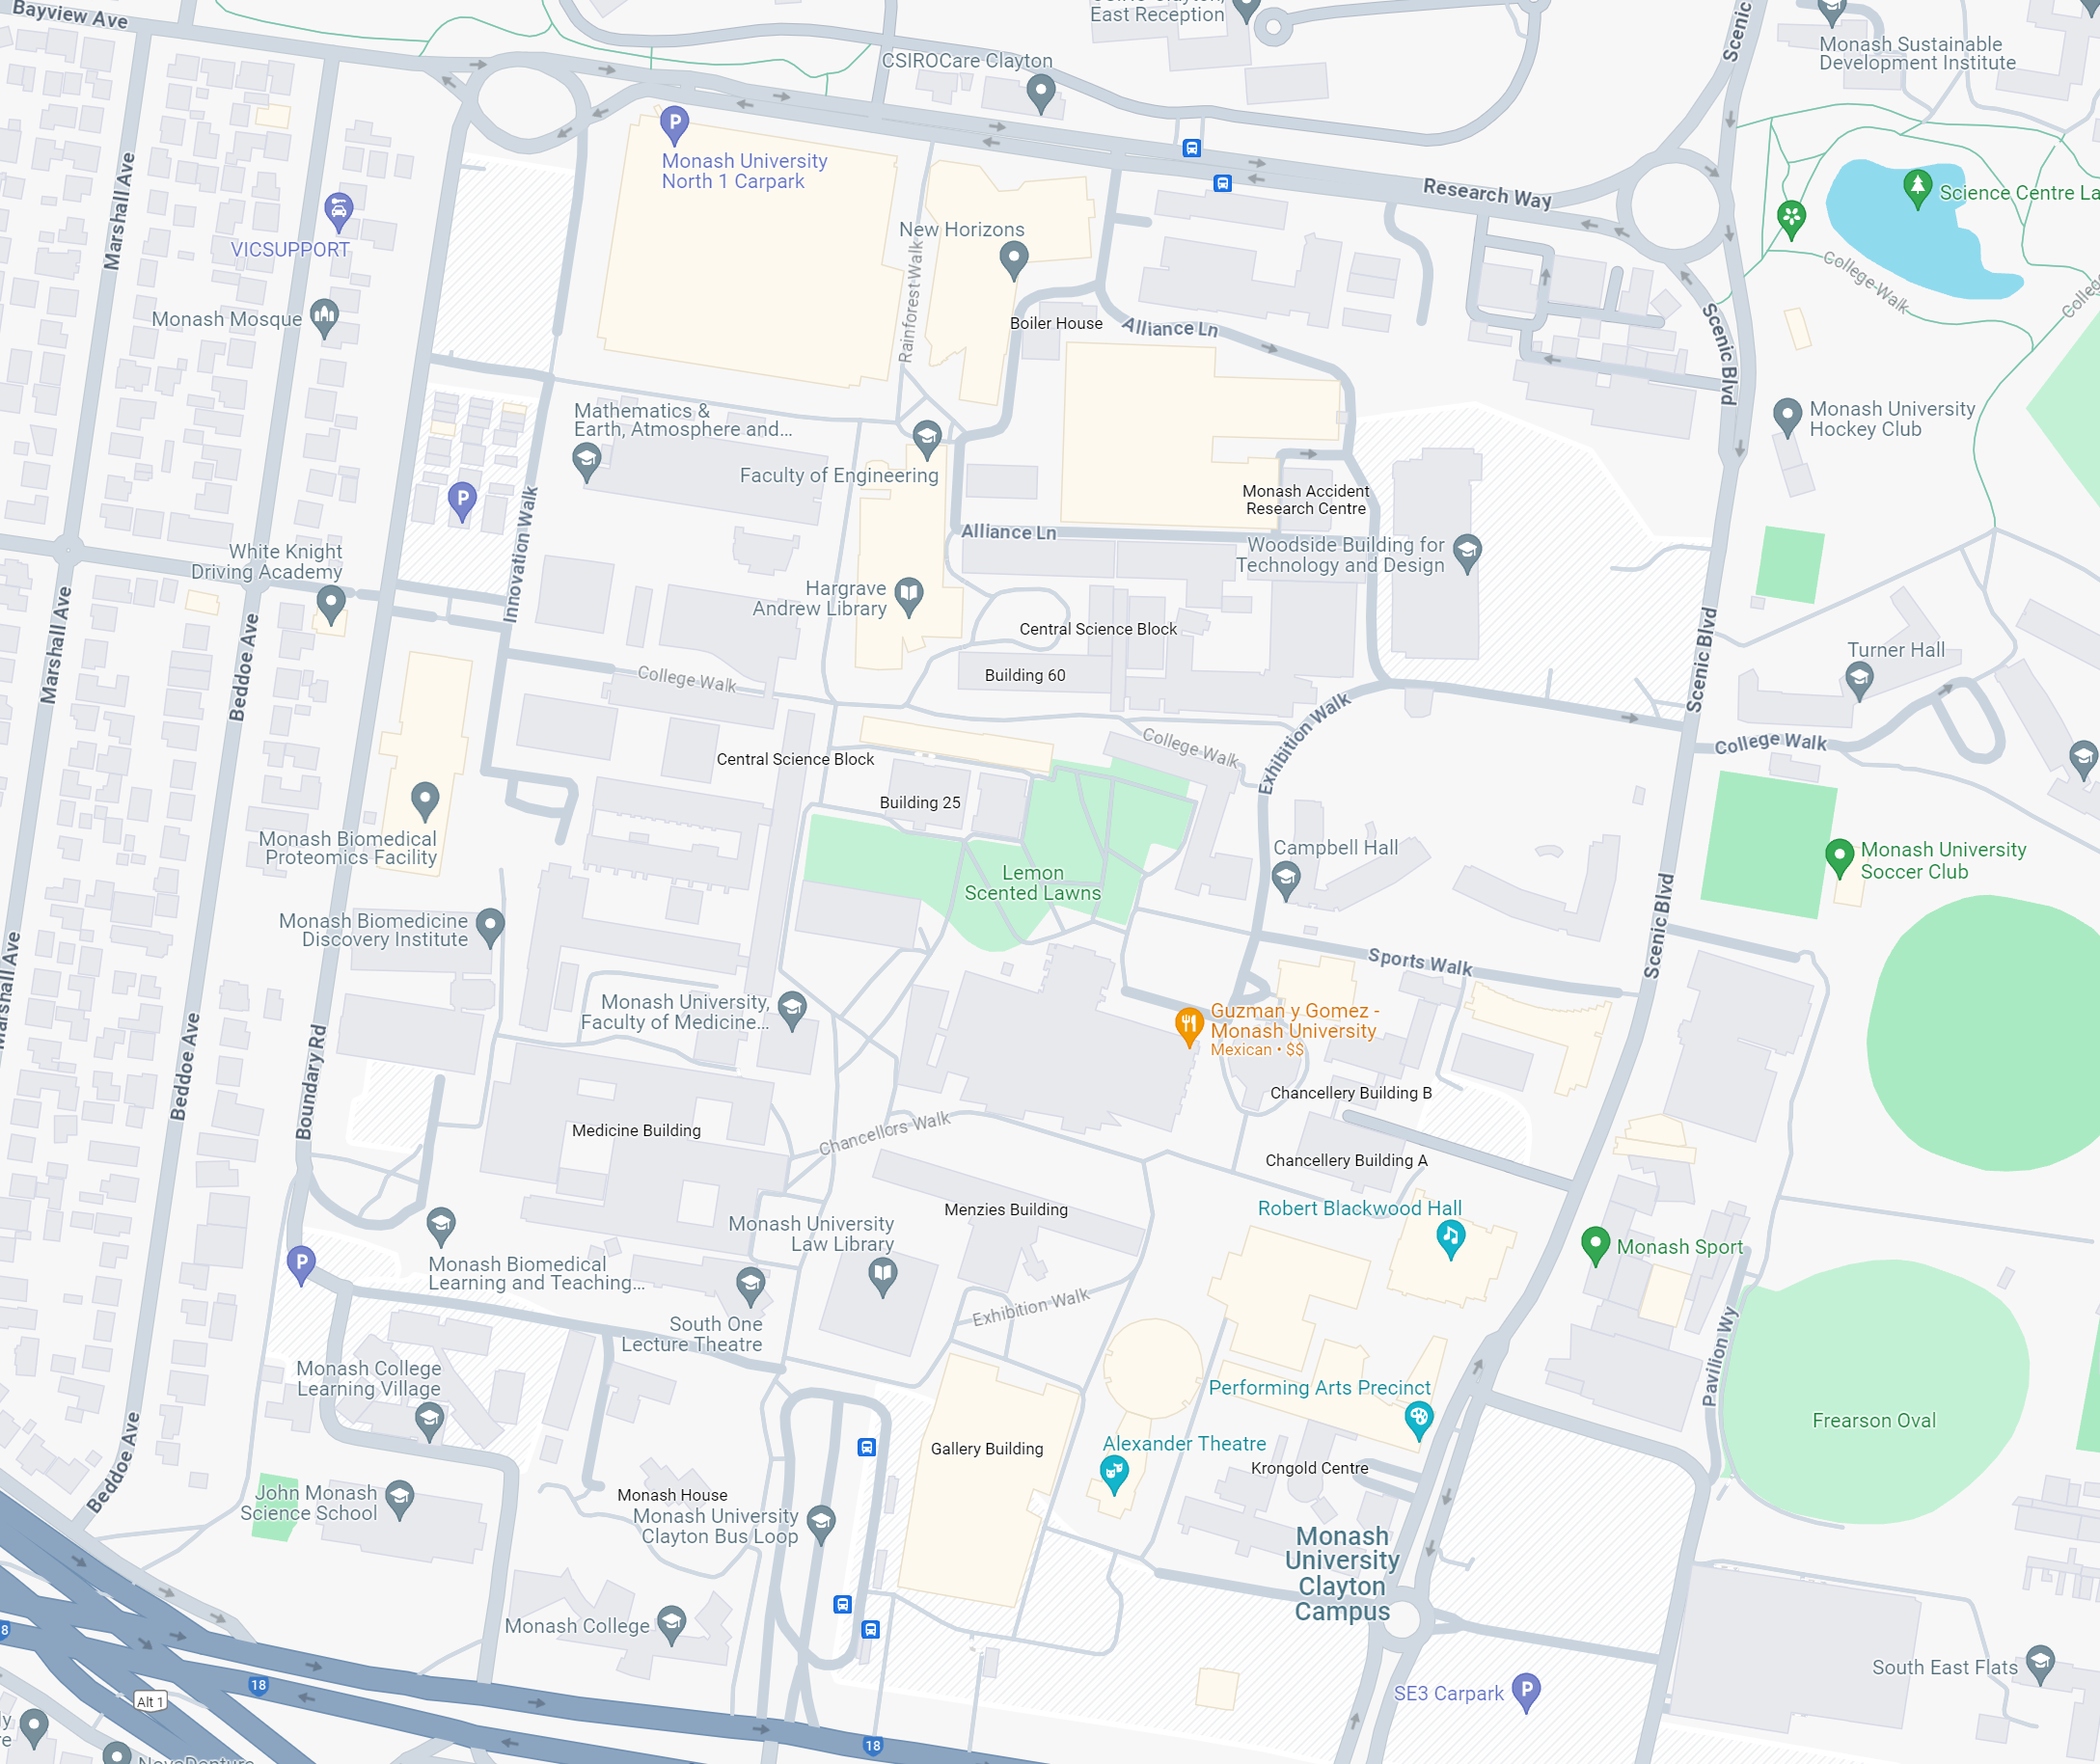 Bayview Ave
East Reception
CSIROCare Clayton
Scenic
Monash Sustainable
Development Institute
P
Monash University
North 1 Carpark
Marshall Ave
VICSUPPORT
Research Way
Science Centre La
New Horizons
Rainforest Walk
College Walk
Monash Mosque
Boiler House
Alliance Ln
Scenic Blvd
Mathematics &
Earth, Atmosphere and...
Monash University
Hockey Club
Faculty of Engineering
P
Innovation Walk
Monash Accident
Research Centre
Alliance Ln
White Knight
Driving Academy
Woodside Building for
Technology and Design
Hargrave
Andrew Library
Marshall Ave
Beddoe Ave
Central Science Block
Scenic Blvd
Turner Hall
Building 60
College Walk
Exhibition Walk
College Walk
College Walk
Central Science Block
Building 25
Monash Biomedical
Proteomics Facility
Campbell Hall
Monash University
Soccer Club
Lemon
Scented Lawns
Monash Biomedicine
Discovery Institute
Scenic Blvd
Sports Walk
Marshall Ave
Monash University,
Faculty of Medicine...
Guzman y Gomez -
Monash University
Mexican • $$
Beddoe Ave
Boundary Rd
Chancellery Building B
Medicine Building
Chancellors Walk
Chancellery Building A
Menzies Building
Robert Blackwood Hall
Monash University
Law Library
Monash Sport
P
Monash Biomedical
Learning and Teaching...
Exhibition Walk
South One
Lecture Theatre
Pavilion Wy
Monash College
Learning Village
Performing Arts Precinct
Frearson Oval
Beddoe Ave
Gallery Building
Alexander Theatre
Krongold Centre
John Monash
Science School
Monash House
Monash University
Clayton Bus Loop
Monash
University
Clayton
Campus
Monash College
8
18
Alt 1
South East Flats
SE3 Carpark
P
18